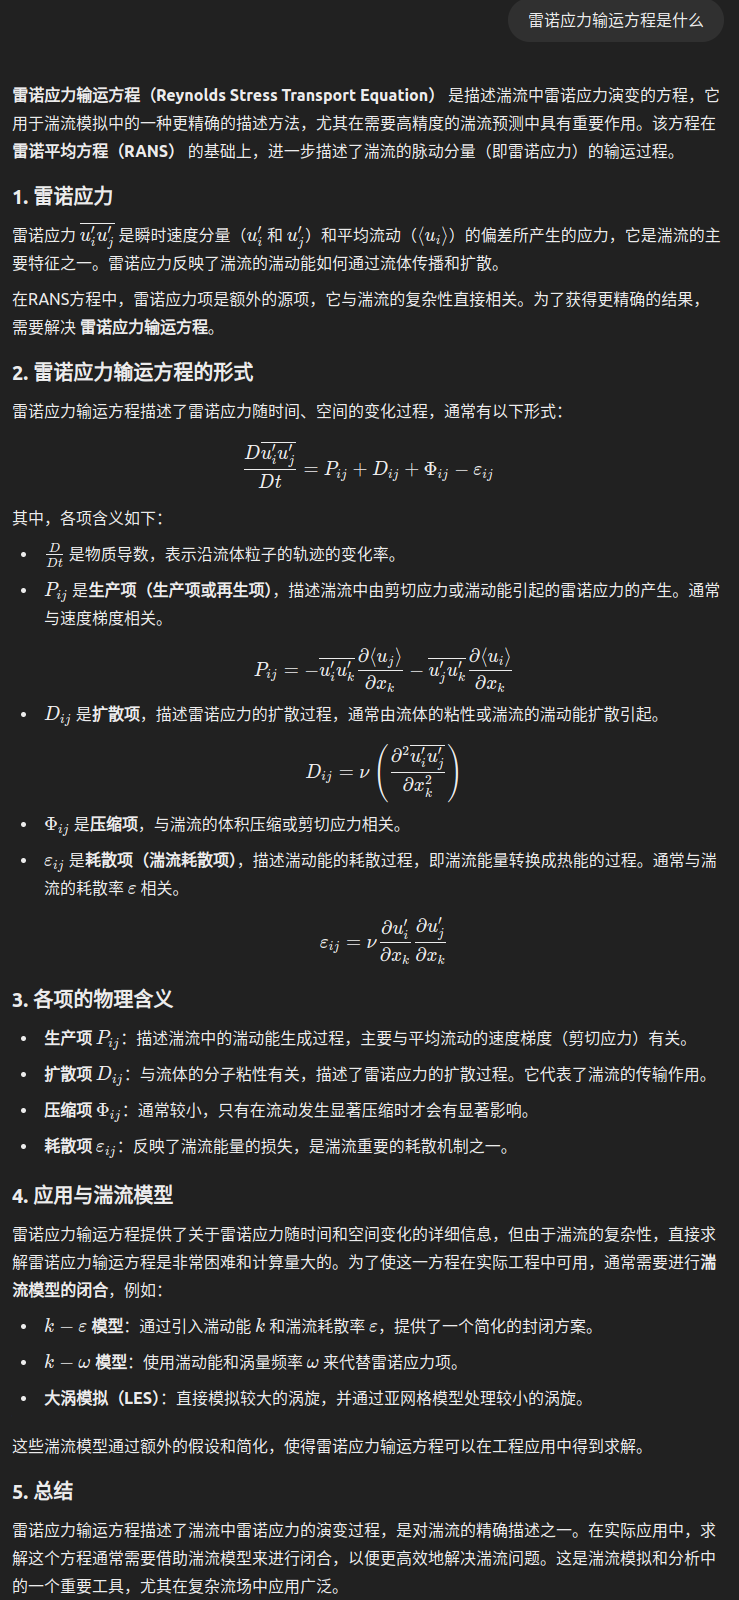 雷诺应力输运方程是什么
雷诺应力输运方程（Reynolds Stress Transport Equation） 是描述湍流中雷诺应力演变的方程，它
用于湍流模拟中的一种更精确的描述方法，尤其在需要高精度的湍流预测中具有重要作用。该方程在
雷诺平均方程（RANS） 的基础上，进一步描述了湍流的脉动分量（即雷诺应力）的输运过程。
1. 雷诺应力
雷诺应力 $\overline{u_i' u_j'}$ 是瞬时速度分量（$u_i'$ 和 $u_j'$）和平均流动（$\langle u_i \rangle$）的偏差所产生的应力，它是湍流的主
要特征之一。雷诺应力反映了湍流的湍动能如何通过流体传播和扩散。
在RANS方程中，雷诺应力项是额外的源项，它与湍流的复杂性直接相关。为了获得更精确的结果，
需要解决 雷诺应力输运方程。
2. 雷诺应力输运方程的形式
雷诺应力输运方程描述了雷诺应力随时间、空间的变化过程，通常有以下形式：
$\frac{D\overline{u_i' u_j'}}{Dt} = P_{ij} + D_{ij} + \Phi_{ij} - \varepsilon_{ij}$
其中，各项含义如下：
• $\frac{D}{Dt}$ 是物质导数，表示沿流体粒子的轨迹的变化率。
• $P_{ij}$ 是生产项（生产项或再生项），描述湍流中由剪切应力或湍动能引起的雷诺应力的产生。通常
与速度梯度相关。
$P_{ij} = -\overline{u_i' u_k'} \frac{\partial \langle u_j \rangle}{\partial x_k} - \overline{u_j' u_k'} \frac{\partial \langle u_i \rangle}{\partial x_k}$
• $D_{ij}$ 是扩散项，描述雷诺应力的扩散过程，通常由流体的粘性或湍流的湍动能扩散引起。
$D_{ij} = \nu \left( \frac{\partial^2 \overline{u_i' u_j'}}{\partial x_k^2} \right)$
• $\Phi_{ij}$ 是压缩项，与湍流的体积压缩或剪切应力相关。
• $\varepsilon_{ij}$ 是耗散项（湍流耗散项），描述湍动能的耗散过程，即湍流能量转换成热能的过程。通常与湍
流的耗散率 $\varepsilon$ 相关。
$\varepsilon_{ij} = \nu \frac{\partial u_i'}{\partial x_k} \frac{\partial u_j'}{\partial x_k}$
3. 各项的物理含义
• 生产项 $P_{ij}$：描述湍流中的湍动能生成过程，主要与平均流动的速度梯度（剪切应力）有关。
• 扩散项 $D_{ij}$：与流体的分子粘性有关，描述了雷诺应力的扩散过程。它代表了湍流的传输作用。
• 压缩项 $\Phi_{ij}$：通常较小，只有在流动发生显著压缩时才会有显著影响。
• 耗散项 $\varepsilon_{ij}$：反映了湍流能量的损失，是湍流重要的耗散机制之一。
4. 应用与湍流模型
雷诺应力输运方程提供了关于雷诺应力随时间和空间变化的详细信息，但由于湍流的复杂性，直接求
解雷诺应力输运方程是非常困难和计算量大的。为了使这一方程在实际工程中可用，通常需要进行湍
流模型的闭合，例如：
• $k - \varepsilon$ 模型：通过引入湍动能 $k$ 和湍流耗散率 $\varepsilon$，提供了一个简化的封闭方案。
• $k - \omega$ 模型：使用湍动能和涡量频率 $\omega$ 来代替雷诺应力项。
• 大涡模拟（LES）：直接模拟较大的涡旋，并通过亚网格模型处理较小的涡旋。
这些湍流模型通过额外的假设和简化，使得雷诺应力输运方程可以在工程应用中得到求解。
5. 总结
雷诺应力输运方程描述了湍流中雷诺应力的演变过程，是对湍流的精确描述之一。在实际应用中，求
解这个方程通常需要借助湍流模型来进行闭合，以便更高效地解决湍流问题。这是湍流模拟和分析中
的一个重要工具，尤其在复杂流场中应用广泛。